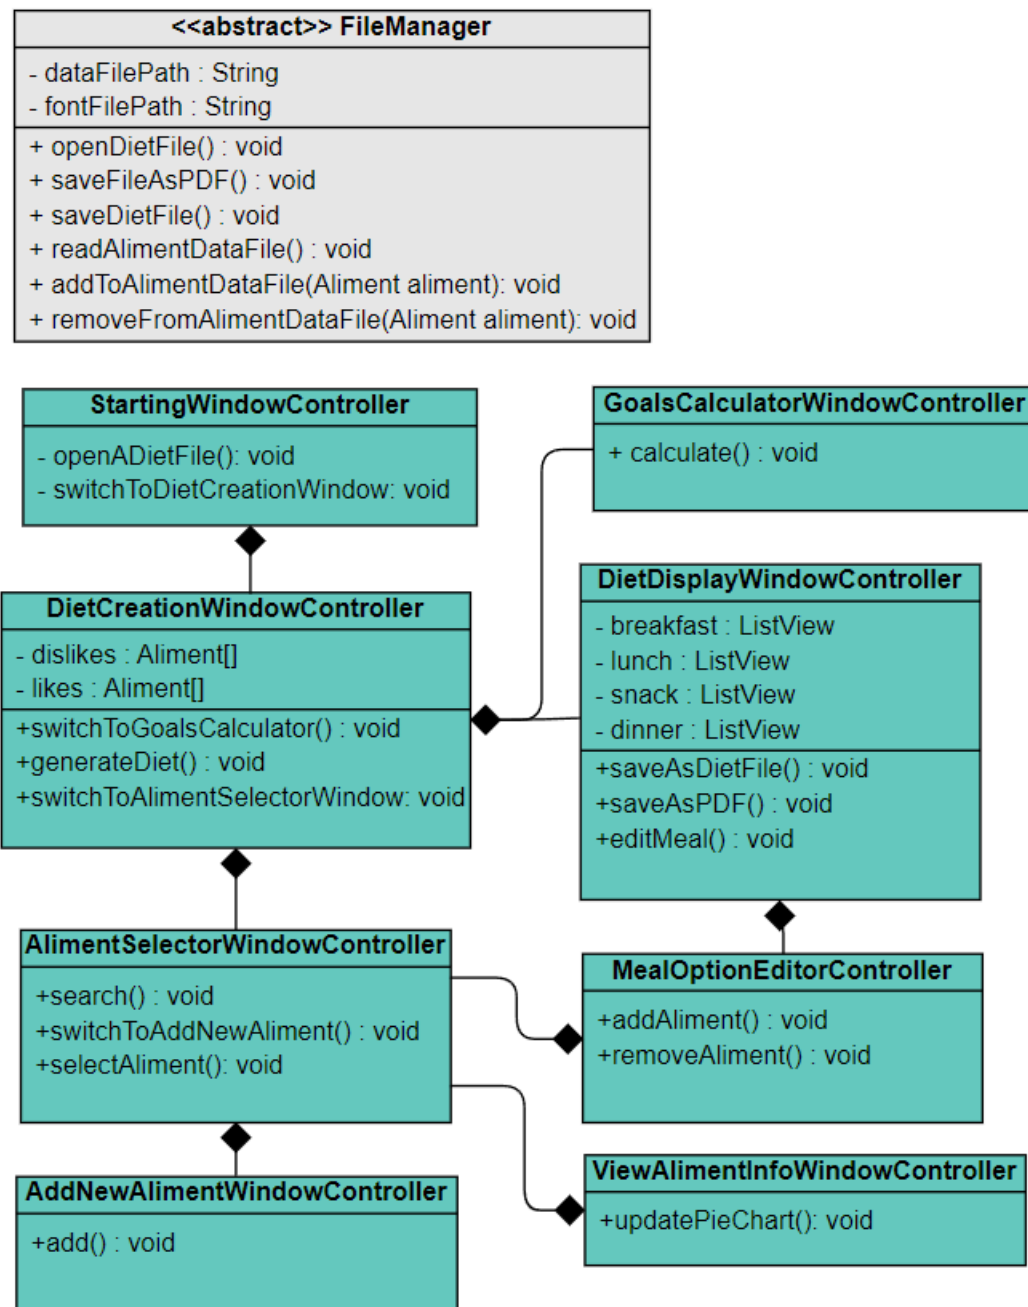 <<abstract>> FileManager
- dataFilePath : String
- fontFilePath : String
+ openDietFile() : void
+ saveFileAsPDF() : void
+ saveDietFile() : void
+ readAlimentDataFile() : void
+ addToAlimentDataFile(Aliment aliment): void
+ removeFromAlimentDataFile(Aliment aliment): void
StartingWindowController
- openADietFile(): void
- switchToDietCreationWindow: void
GoalsCalculatorWindowController
+ calculate() : void
DietCreationWindowController
- dislikes : Aliment[]
- likes : Aliment[]
+switchToGoalsCalculator() : void
+generateDiet() : void
+switchToAlimentSelectorWindow: void
DietDisplayWindowController
- breakfast : ListView
- lunch : ListView
- snack : ListView
- dinner : ListView
+saveAsDietFile() : void
+saveAsPDF() : void
+editMeal() : void
AlimentSelectorWindowController
+search() : void
+switchToAddNewAliment() : void
+selectAliment(): void
MealOptionEditorController
+addAliment() : void
+removeAliment() : void
AddNewAlimentWindowController
+add() : void
ViewAlimentInfoWindowController
+updatePieChart(): void